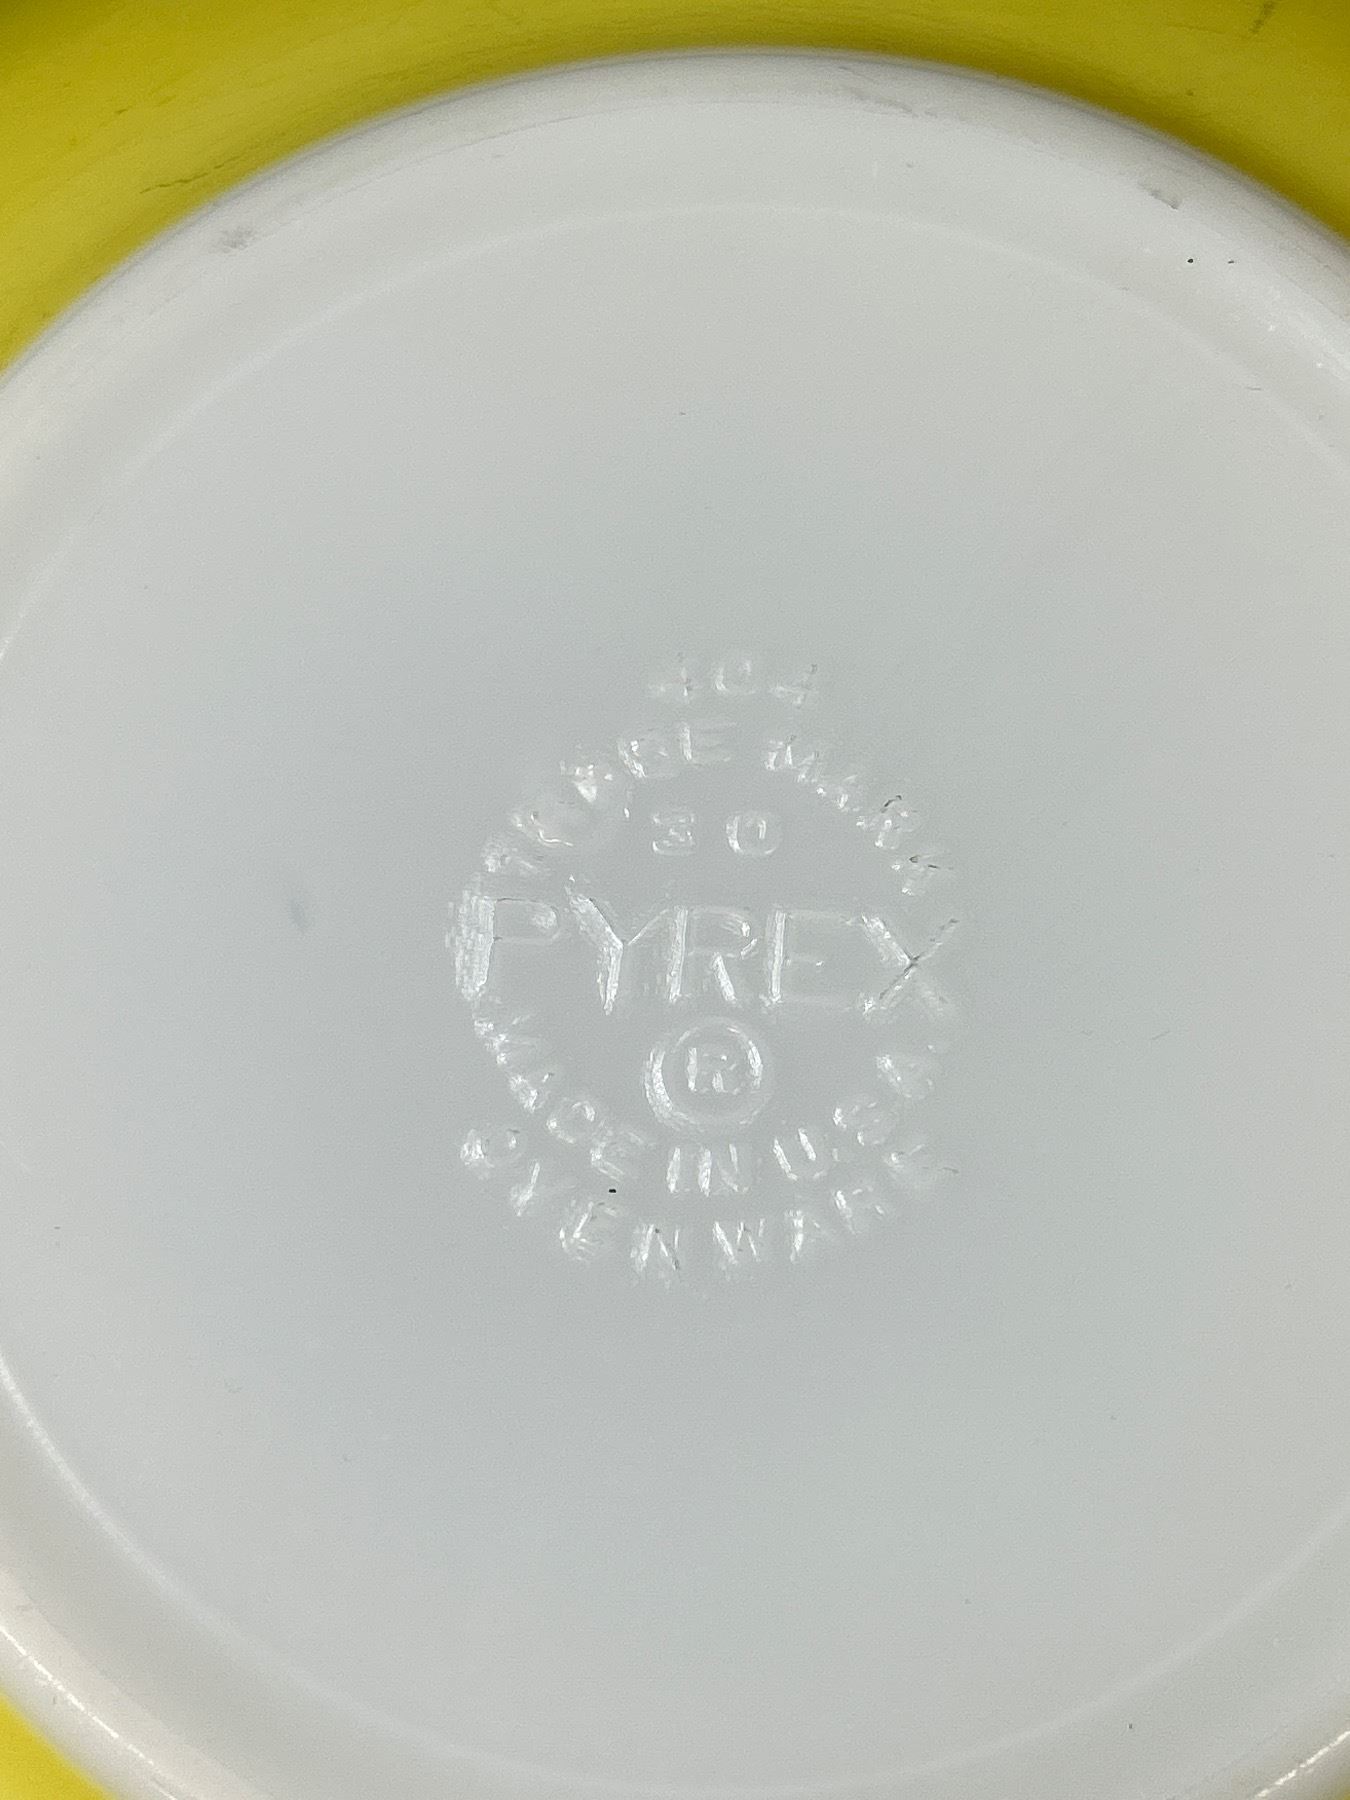 404
TRADE MARK
30
PYREX
®
MADE IN U.S.A.
OVENWARE